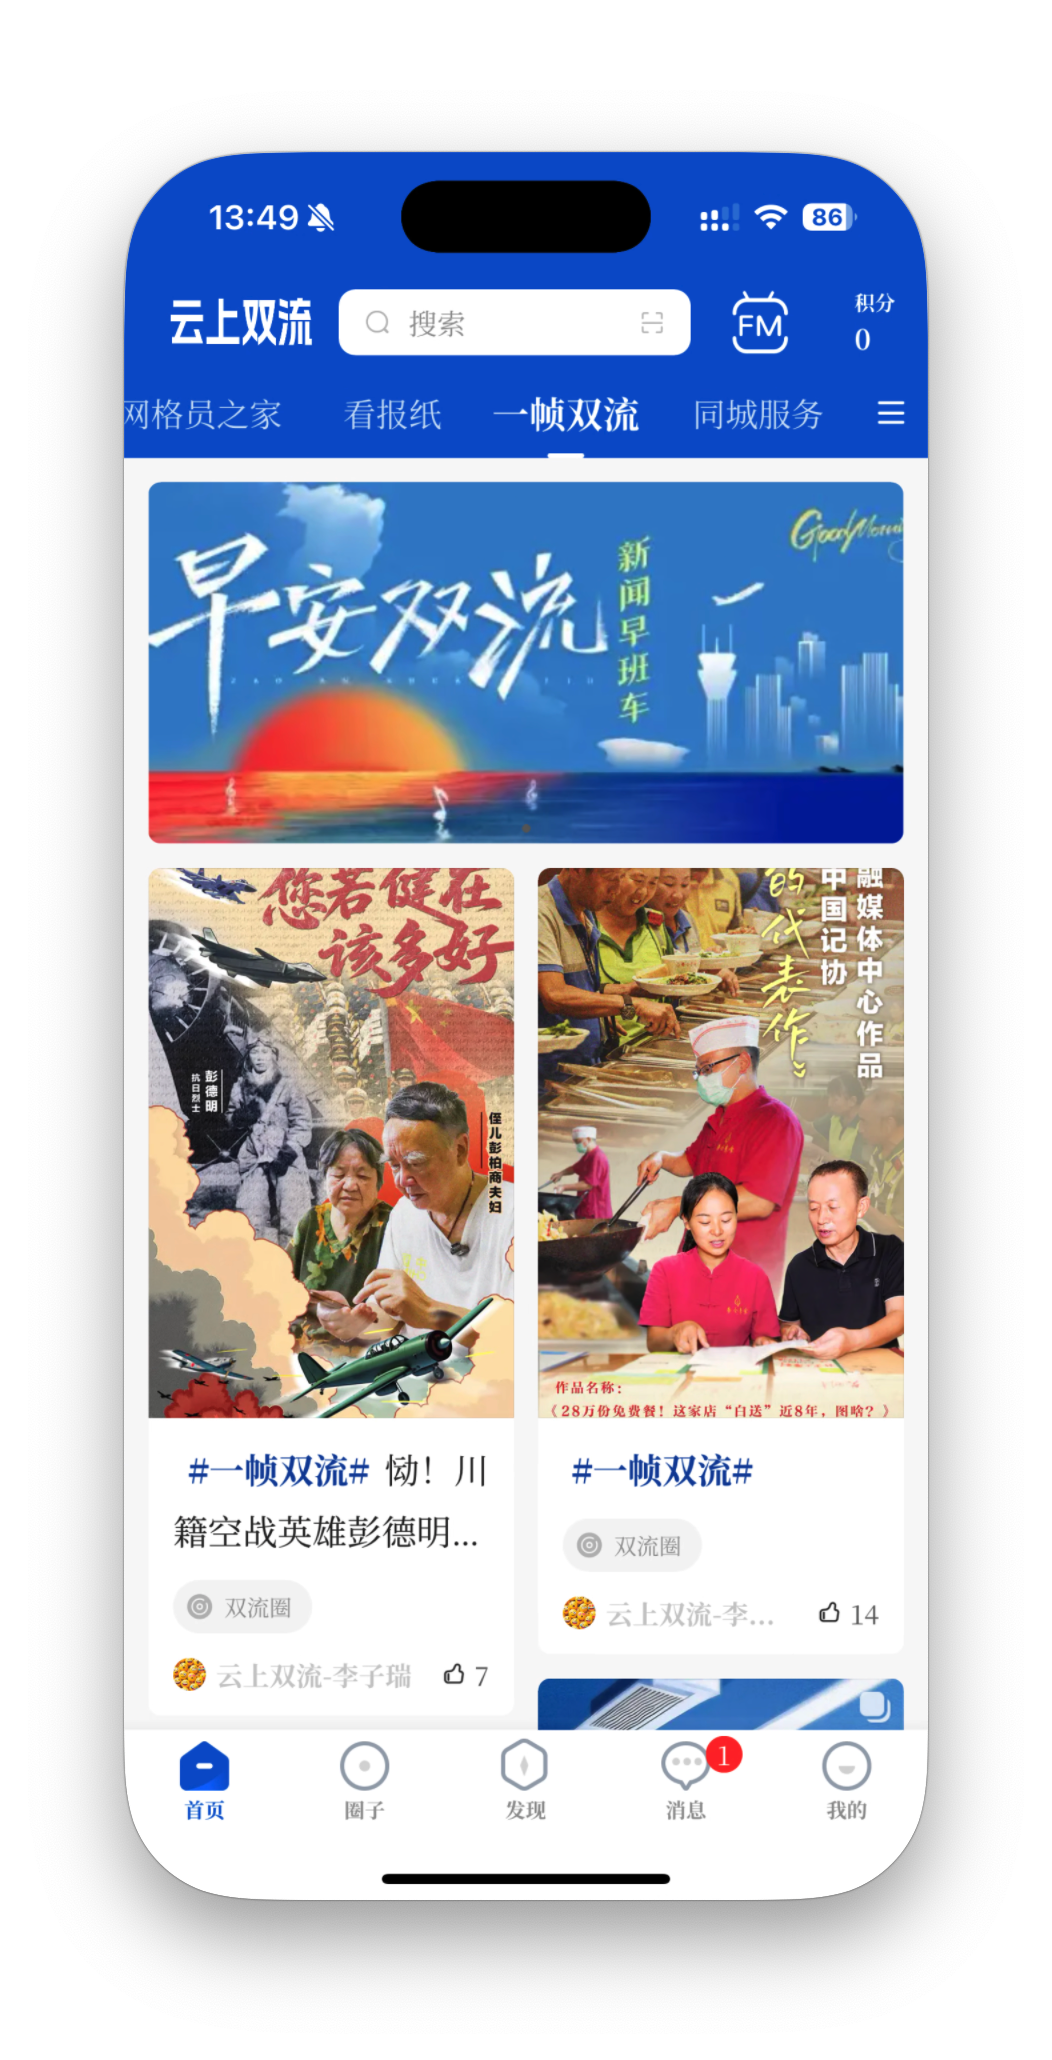 13:49
86
云上双流
搜索
FM
积分
0
网格员之家
看报纸
一帧双流
同城服务
早安双流
新闻早班车
您若健在
该多好
彭德明
抗日烈士
侄儿彭柏商夫妇
的代表作
中国记协
融媒体中心作品
作品名称：
《28万份免费餐！这家店“白送”近8年，图啥？》
#一帧双流# 恸！川
籍空战英雄彭德明...
双流圈
云上双流-李子瑞
7
#一帧双流#
双流圈
云上双流-李...
14
首页
圈子
发现
消息
1
我的